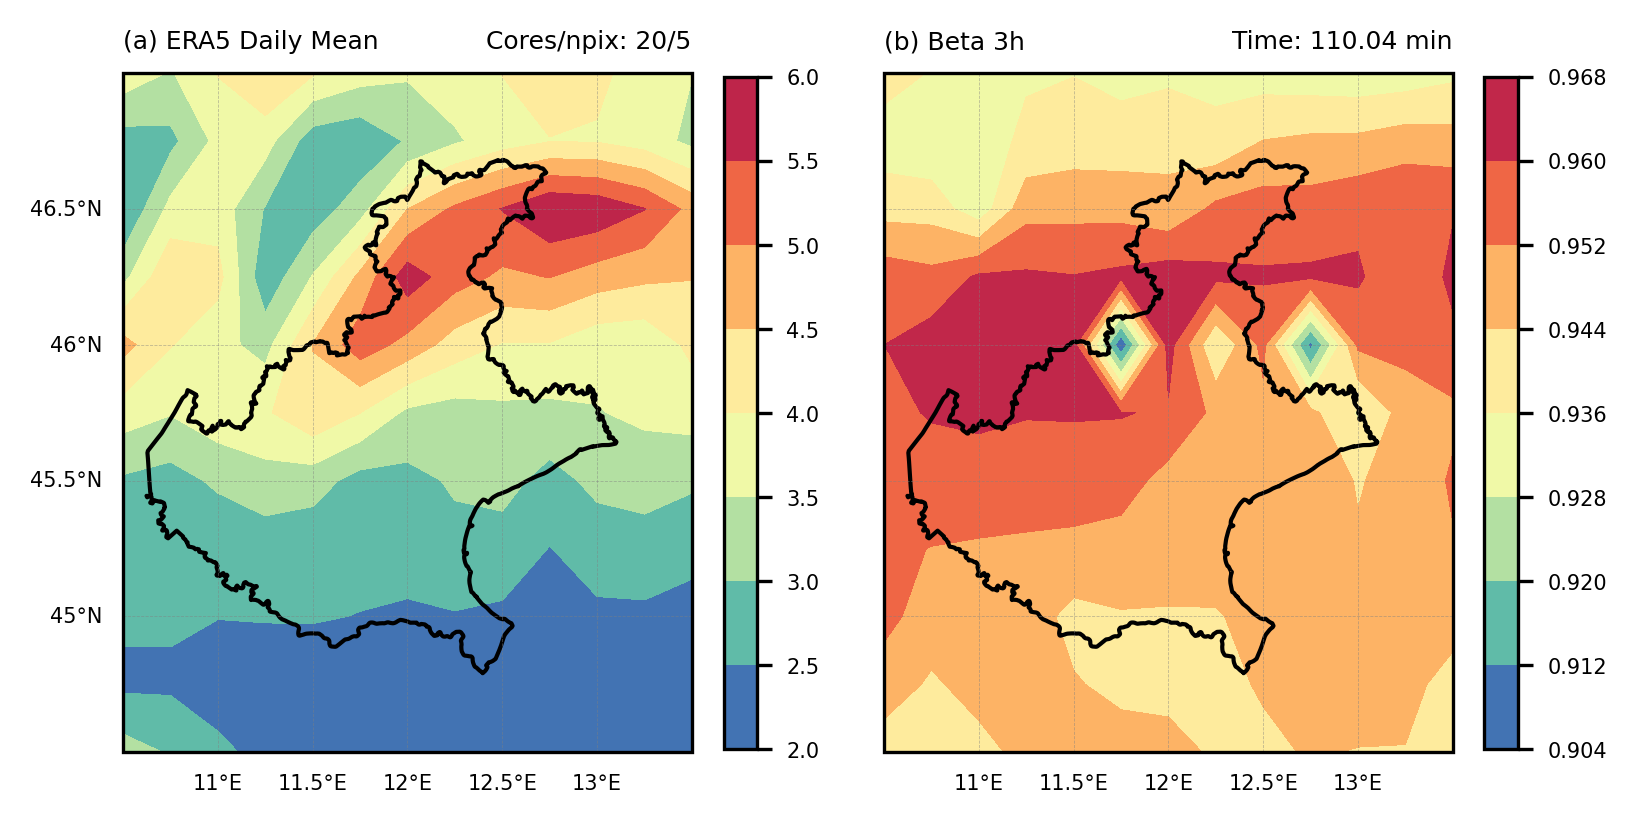 (a) ERA5 Daily Mean Cores/npix: 20/5
46.5°N
46°N
45.5°N
45°N
11°E 11.5°E 12°E 12.5°E 13°E
6.0
5.5
5.0
4.5
4.0
3.5
3.0
2.5
2.0
(b) Beta 3h Time: 110.04 min
11°E 11.5°E 12°E 12.5°E 13°E
0.968
0.960
0.952
0.944
0.936
0.928
0.920
0.912
0.904